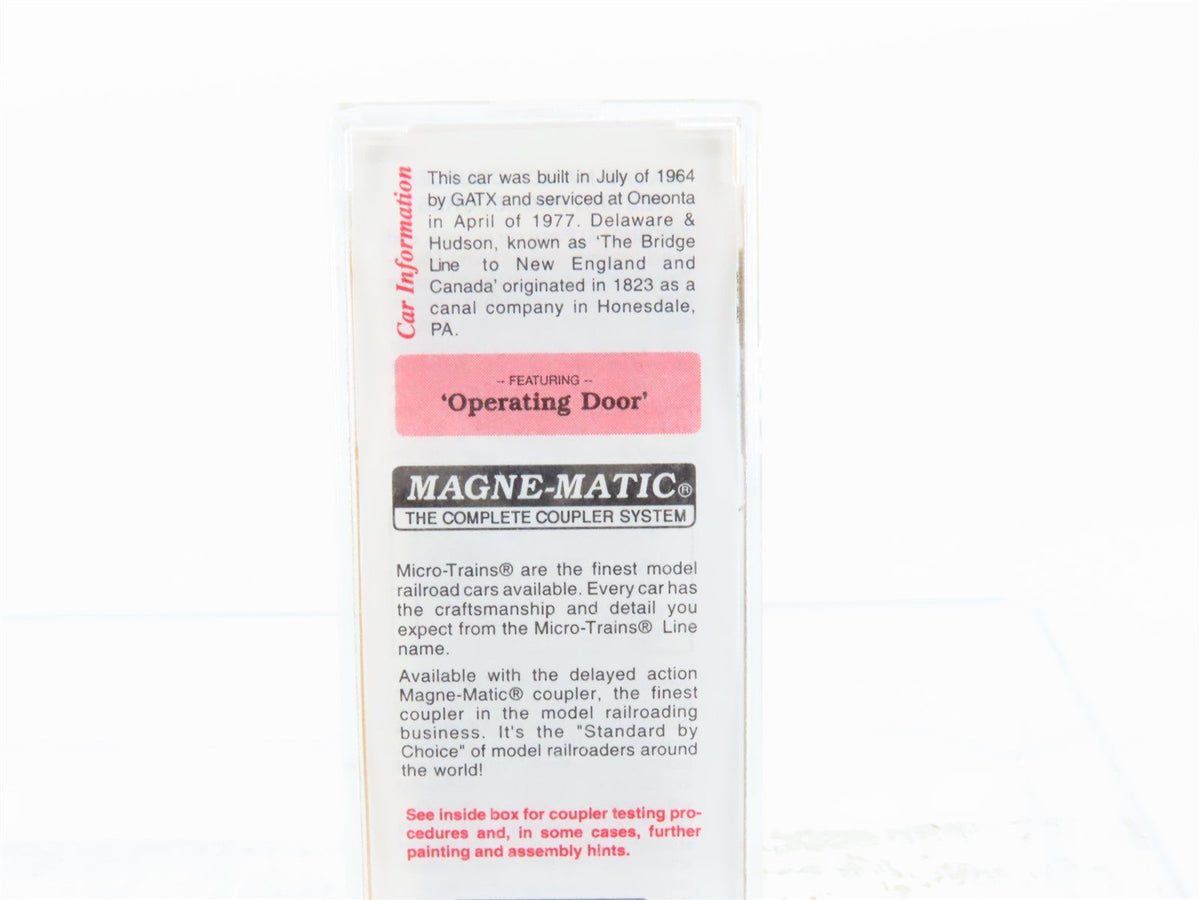 Car Information
This car was built in July of 1964
by GATX and serviced at Oneonta
in April of 1977. Delaware &
Hudson, known as 'The Bridge
Line to New England and
Canada' originated in 1823 as a
canal company in Honesdale,
PA.
-- FEATURING --
'Operating Door'
MAGNE-MATIC®
THE COMPLETE COUPLER SYSTEM
Micro-Trains® are the finest model
railroad cars available. Every car has
the craftsmanship and detail you
expect from the Micro-Trains® Line
name.
Available with the delayed action
Magne-Matic® coupler, the finest
coupler in the model railroading
business. It's the "Standard by
Choice" of model railroaders around
the world!
See inside box for coupler testing pro-
cedures and, in some cases, further
painting and assembly hints.